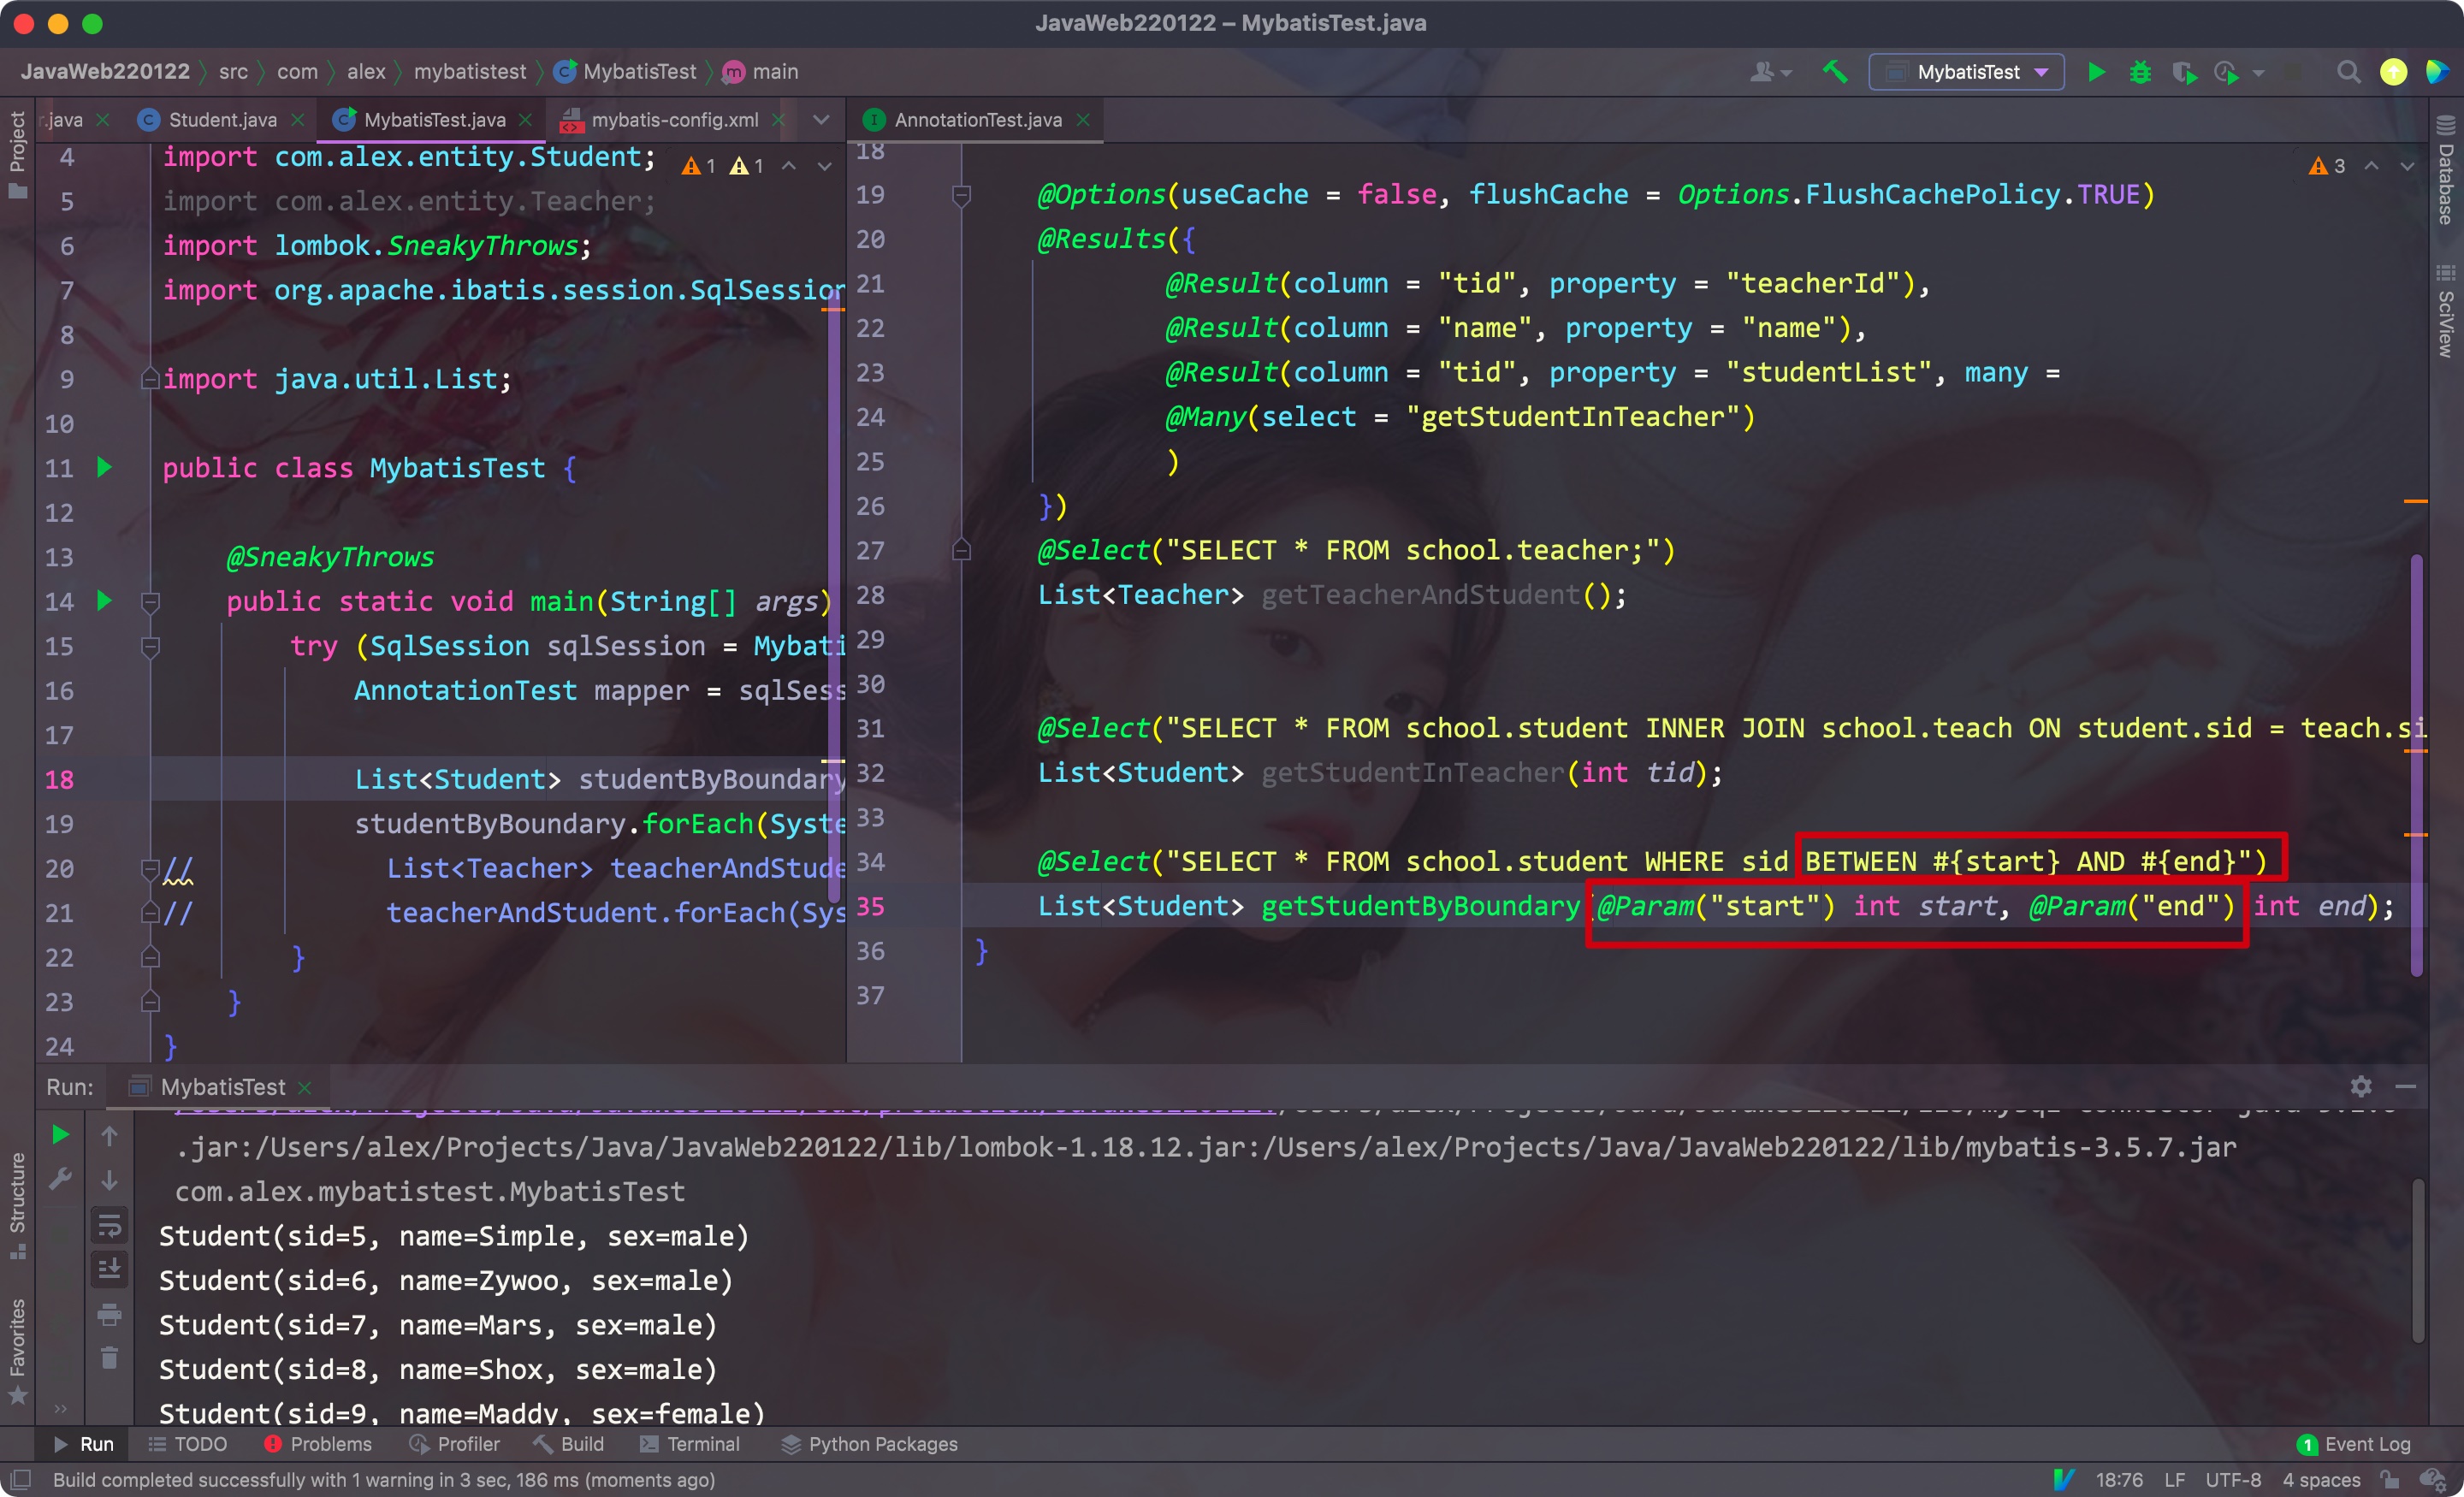 JavaWeb220122 – MybatisTest.java
JavaWeb220122 src com alex mybatistest MybatisTest main
MybatisTest
Project
r.java Student.java MybatisTest.java mybatis-config.xml
AnnotationTest.java
Database
SciView
1 1
4 import com.alex.entity.Student;
5 import com.alex.entity.Teacher;
6 import lombok.SneakyThrows;
7 import org.apache.ibatis.session.SqlSession
8
9 import java.util.List;
10
11 public class MybatisTest {
12
13 @SneakyThrows
14 public static void main(String[] args)
15 try (SqlSession sqlSession = Mybati
16 AnnotationTest mapper = sqlSess
17
18 List<Student> studentByBoundary
19 studentByBoundary.forEach(Syste
20 // List<Teacher> teacherAndStude
21 // teacherAndStudent.forEach(Sys
22 }
23 }
24 }
3
18
19 @Options(useCache = false, flushCache = Options.FlushCachePolicy.TRUE)
20 @Results({
21 @Result(column = "tid", property = "teacherId"),
22 @Result(column = "name", property = "name"),
23 @Result(column = "tid", property = "studentList", many =
24 @Many(select = "getStudentInTeacher")
25 )
26 })
27 @Select("SELECT * FROM school.teacher;")
28 List<Teacher> getTeacherAndStudent();
29
30
31 @Select("SELECT * FROM school.student INNER JOIN school.teach ON student.sid = teach.si
32 List<Student> getStudentInTeacher(int tid);
33
34 @Select("SELECT * FROM school.student WHERE sid BETWEEN #{start} AND #{end}")
35 List<Student> getStudentByBoundary(@Param("start") int start, @Param("end") int end);
36 }
37
Run: MybatisTest
.jar:/Users/alex/Projects/Java/JavaWeb220122/lib/lombok-1.18.12.jar:/Users/alex/Projects/Java/JavaWeb220122/lib/mybatis-3.5.7.jar
com.alex.mybatistest.MybatisTest
Student(sid=5, name=Simple, sex=male)
Student(sid=6, name=Zywoo, sex=male)
Student(sid=7, name=Mars, sex=male)
Student(sid=8, name=Shox, sex=male)
Student(sid=9, name=Maddy, sex=female)
Structure
Favorites
Run TODO Problems Profiler Build Terminal Python Packages
1 Event Log
Build completed successfully with 1 warning in 3 sec, 186 ms (moments ago)
18:76 LF UTF-8 4 spaces